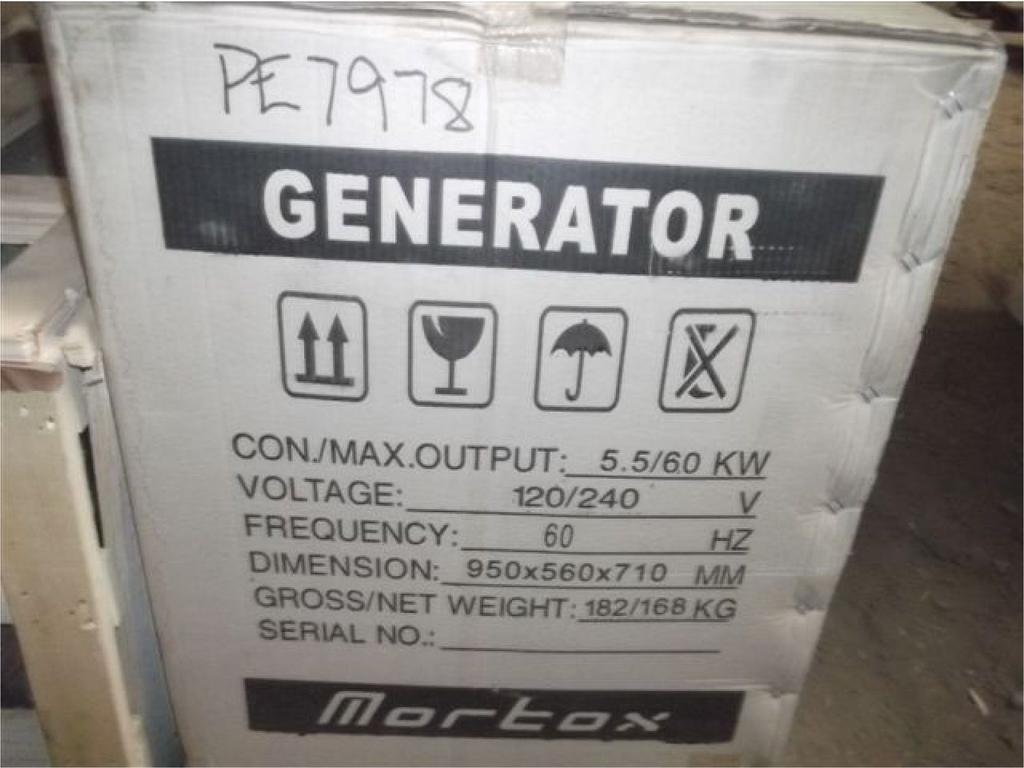 PE7978
GENERATOR
CON./MAX.OUTPUT: 5.5/6.0 KW
VOLTAGE: 120/240 V
FREQUENCY: 60 HZ
DIMENSION: 950x560x710 MM
GROSS/NET WEIGHT: 182/168 KG
SERIAL NO.:
Mortox